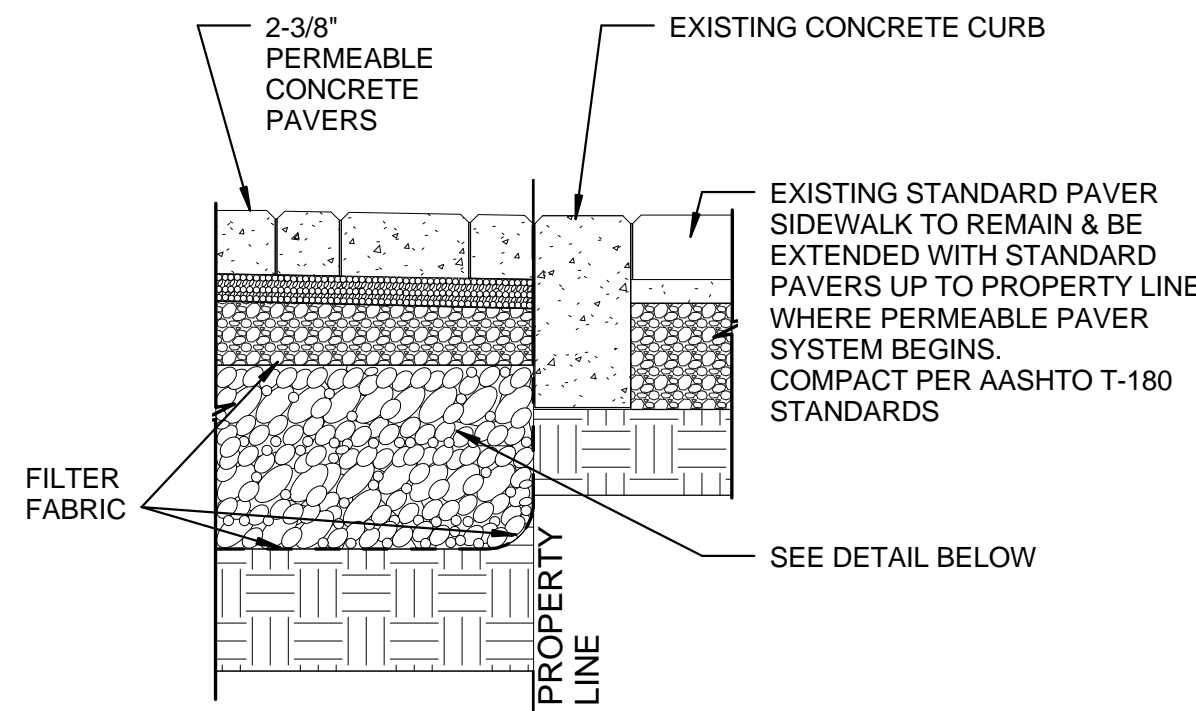 2-3/8"
PERMEABLE
CONCRETE
PAVERS
EXISTING CONCRETE CURB
EXISTING STANDARD PAVER
SIDEWALK TO REMAIN & BE
EXTENDED WITH STANDARD
PAVERS UP TO PROPERTY LINE
WHERE PERMEABLE PAVER
SYSTEM BEGINS.
COMPACT PER AASHTO T-180
STANDARDS
FILTER
FABRIC
SEE DETAIL BELOW
PROPERTY
LINE